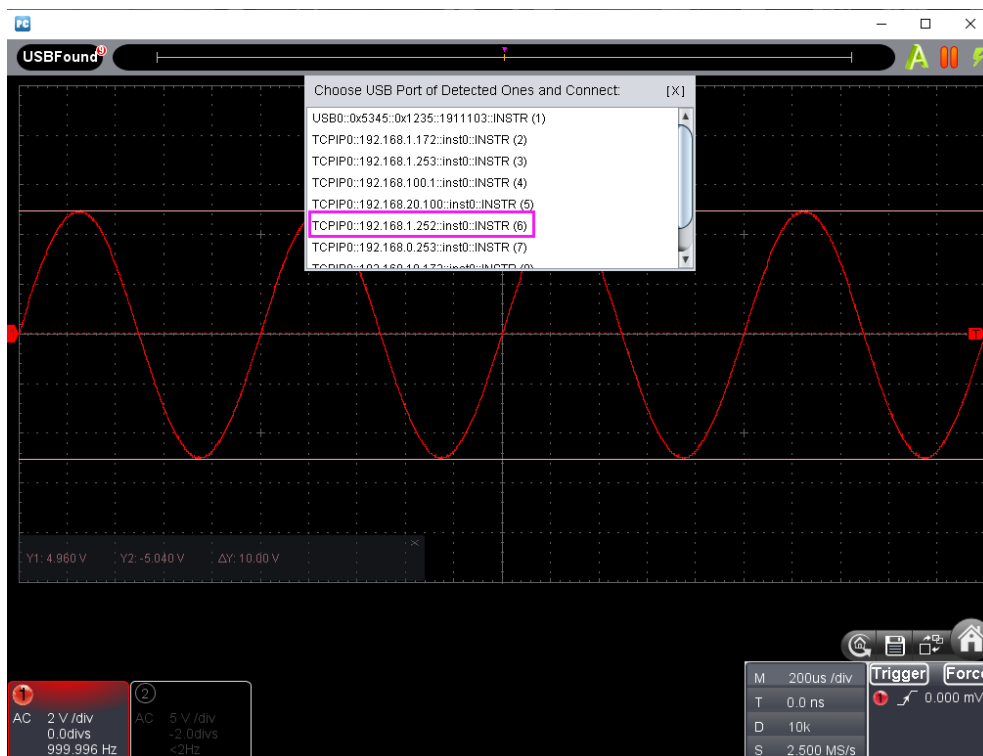 PC
USBFound 9
Choose USB Port of Detected Ones and Connect: [X]
USB0::0x5345::0x1235::1911103::INSTR (1)
TCPIP0::192.168.1.172::inst0::INSTR (2)
TCPIP0::192.168.1.253::inst0::INSTR (3)
TCPIP0::192.168.100.1::inst0::INSTR (4)
TCPIP0::192.168.20.100::inst0::INSTR (5)
TCPIP0::192.168.1.252::inst0::INSTR (6)
TCPIP0::192.168.0.253::inst0::INSTR (7)
T
Y1: 4.960 V Y2: -5.040 V ΔY: 10.00 V
1
AC 2 V /div
0.0divs
999.996 Hz
2
AC 5 V /div
-2.0divs
<2Hz
M 200us /div
T 0.0 ns
D 10k
S 2.500 MS/s
Trigger Forc
1 0.000 mV